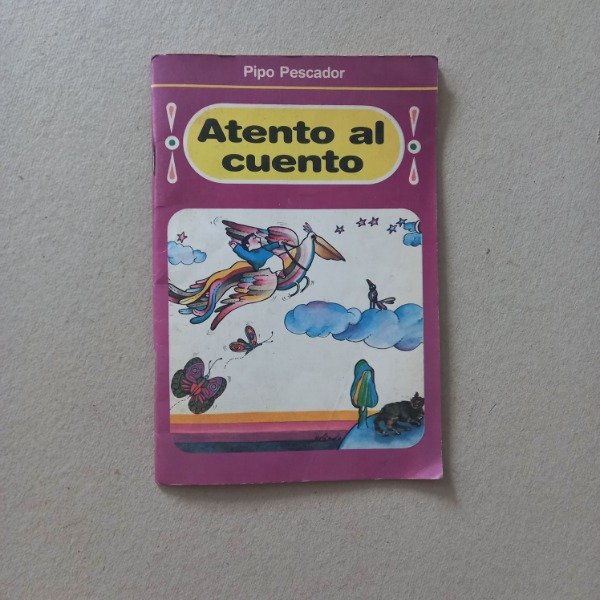 Pipo Pescador
Atento al
cuento